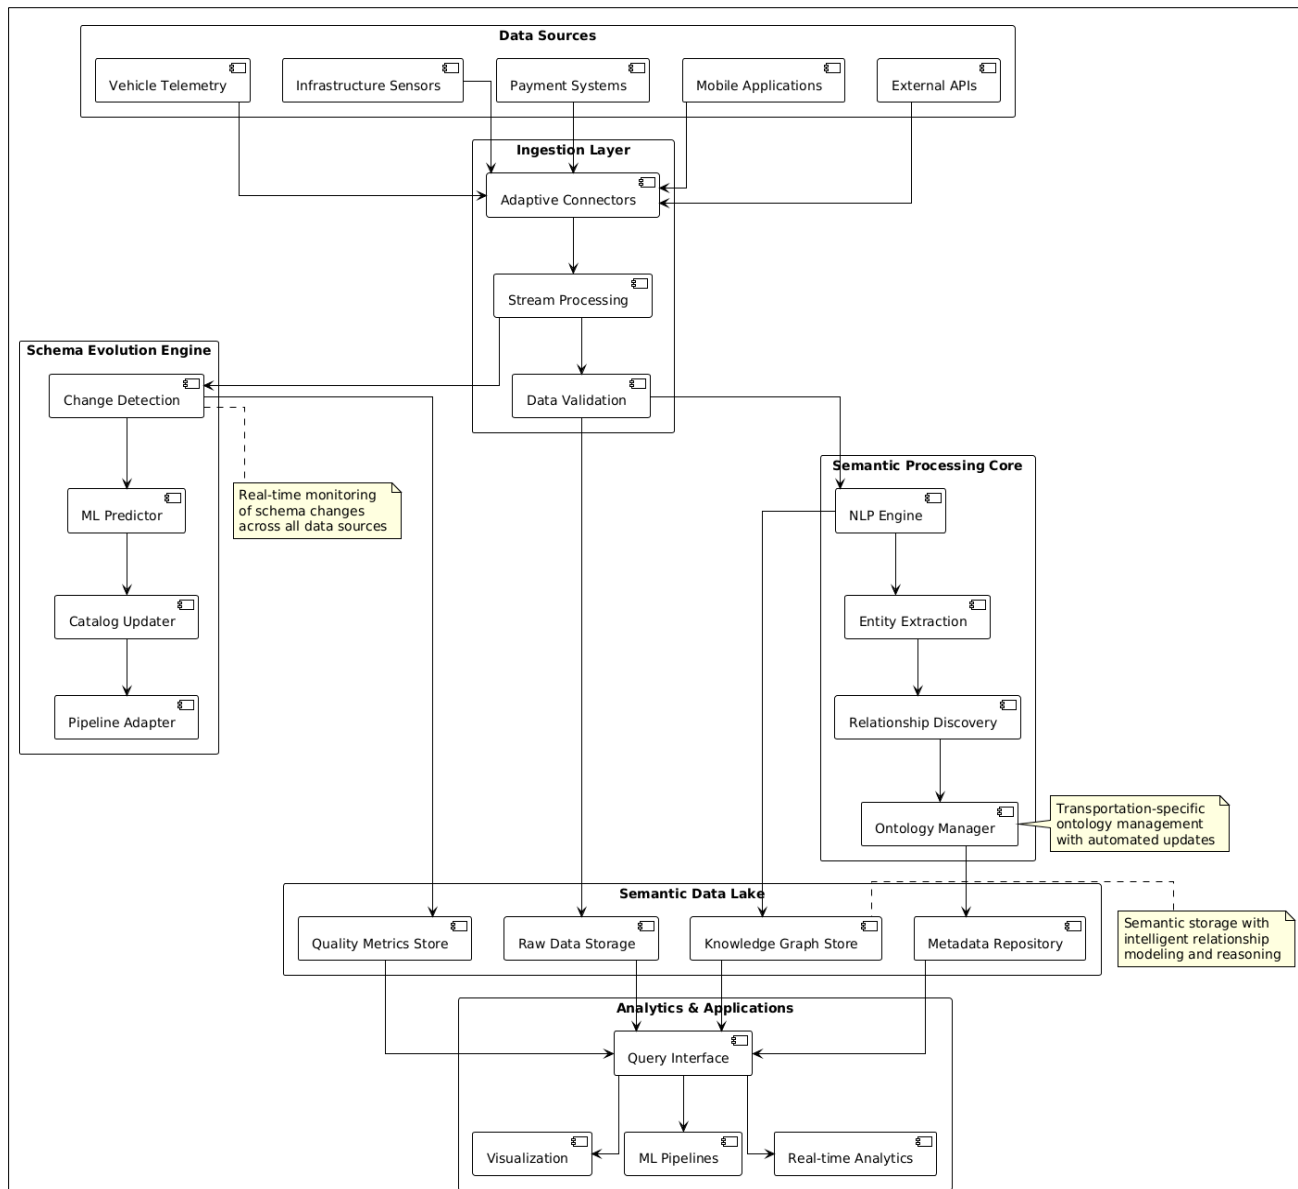 Data Sources
Vehicle Telemetry
Infrastructure Sensors
Payment Systems
Mobile Applications
External APIs
Ingestion Layer
Adaptive Connectors
Stream Processing
Data Validation
Schema Evolution Engine
Change Detection
ML Predictor
Catalog Updater
Pipeline Adapter
Real-time monitoring
of schema changes
across all data sources
Semantic Processing Core
NLP Engine
Entity Extraction
Relationship Discovery
Ontology Manager
Transportation-specific
ontology management
with automated updates
Semantic Data Lake
Quality Metrics Store
Raw Data Storage
Knowledge Graph Store
Metadata Repository
Semantic storage with
intelligent relationship
modeling and reasoning
Analytics & Applications
Query Interface
Visualization
ML Pipelines
Real-time Analytics